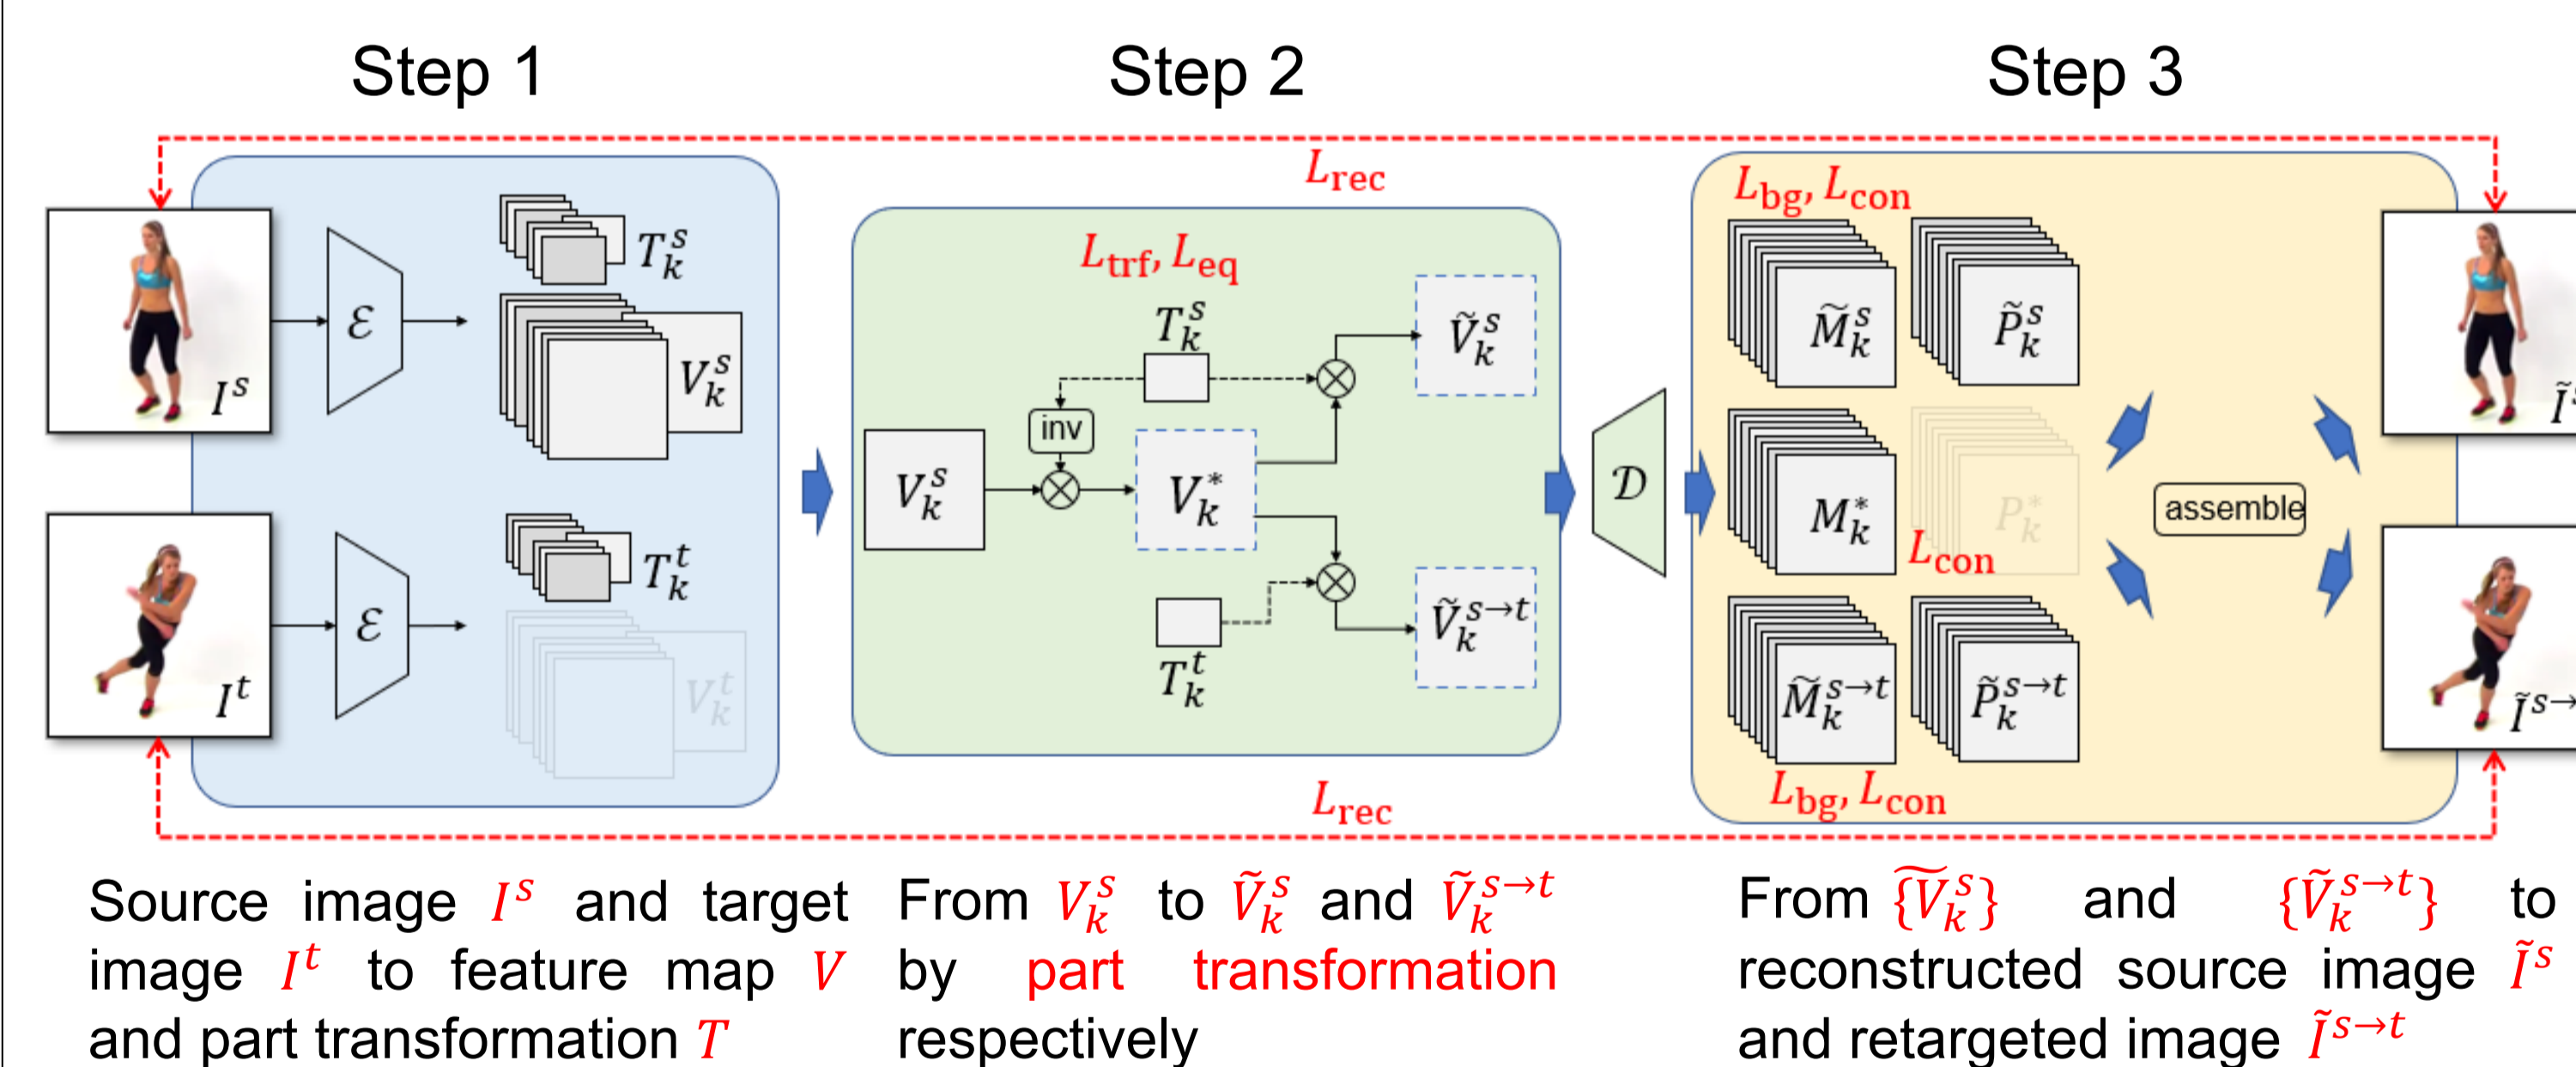 Step 1
Step 2
Step 3
L_rec
I^s
ℰ
T_k^s
V_k^s
I^t
ℰ
T_k^t
V_k^t
L_trf, L_eq
T_k^s
inv
V_k^s
V_k^*
Ṽ_k^s
T_k^t
Ṽ_k^{s→t}
𝒟
L_bg, L_con
M̃_k^s
P̃_k^s
M_k^*
P_k^*
L_con
M̃_k^{s→t}
P̃_k^{s→t}
L_bg, L_con
assemble
Ĩ^s
Ĩ^{s→
L_rec
Source image I^s and target
image I^t to feature map V
and part transformation T
From V_k^s to Ṽ_k^s and Ṽ_k^{s→t}
by part transformation
respectively
From {Ṽ_k^s} and {Ṽ_k^{s→t}} to
reconstructed source image Ĩ^s
and retargeted image Ĩ^{s→t}